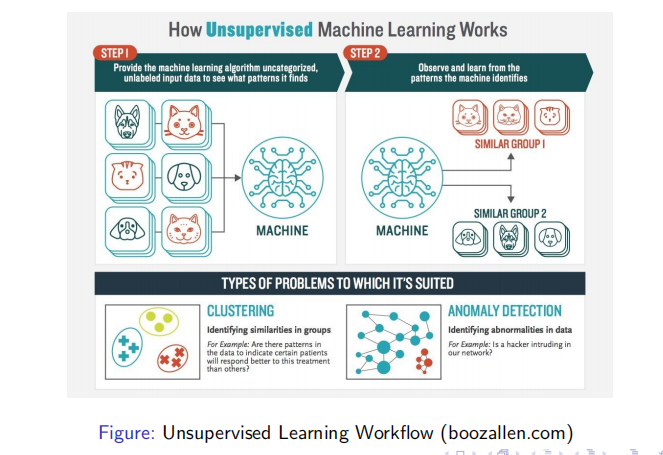 How Unsupervised Machine Learning Works
STEP 1
Provide the machine learning algorithm uncategorized,
unlabeled input data to see what patterns it finds
STEP 2
Observe and learn from the
patterns the machine identifies
MACHINE
MACHINE
SIMILAR GROUP 1
SIMILAR GROUP 2
TYPES OF PROBLEMS TO WHICH IT'S SUITED
CLUSTERING
Identifying similarities in groups
For Example: Are there patterns in
the data to indicate certain patients
will respond better to this treatment
than others?
ANOMALY DETECTION
Identifying abnormalities in data
For Example: Is a hacker intruding in
our network?
Figure: Unsupervised Learning Workflow (boozallen.com)